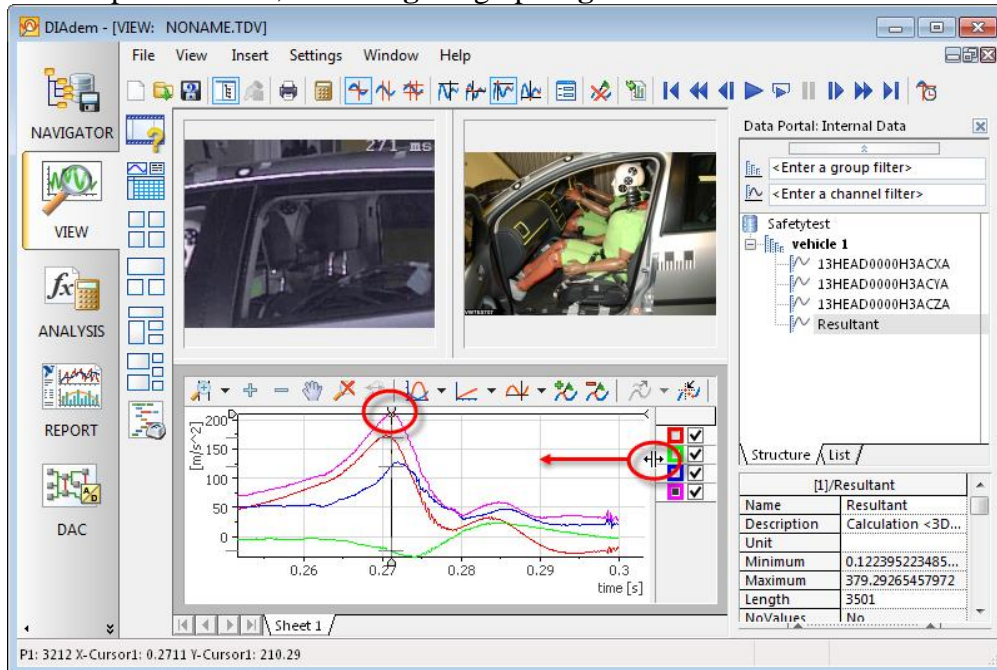 DIAdem - [VIEW: NONAME.TDV]
File View Insert Settings Window Help
NAVIGATOR
VIEW
ANALYSIS
REPORT
DAC
271 ms
Data Portal: Internal Data
<Enter a group filter>
<Enter a channel filter>
Safetytest
vehicle 1
13HEAD0000H3ACXA
13HEAD0000H3ACYA
13HEAD0000H3ACZA
Resultant
Structure List
[1]/Resultant
Name Resultant
Description Calculation <3D...
Unit
Minimum 0.122395223485...
Maximum 379.29265457972
Length 3501
NoValues No
[m/s^2]
200
150
100
50
0
0.26 0.27 0.28 0.29 0.3
time [s]
Sheet 1
P1: 3212 X-Cursor1: 0.2711 Y-Cursor1: 210.29